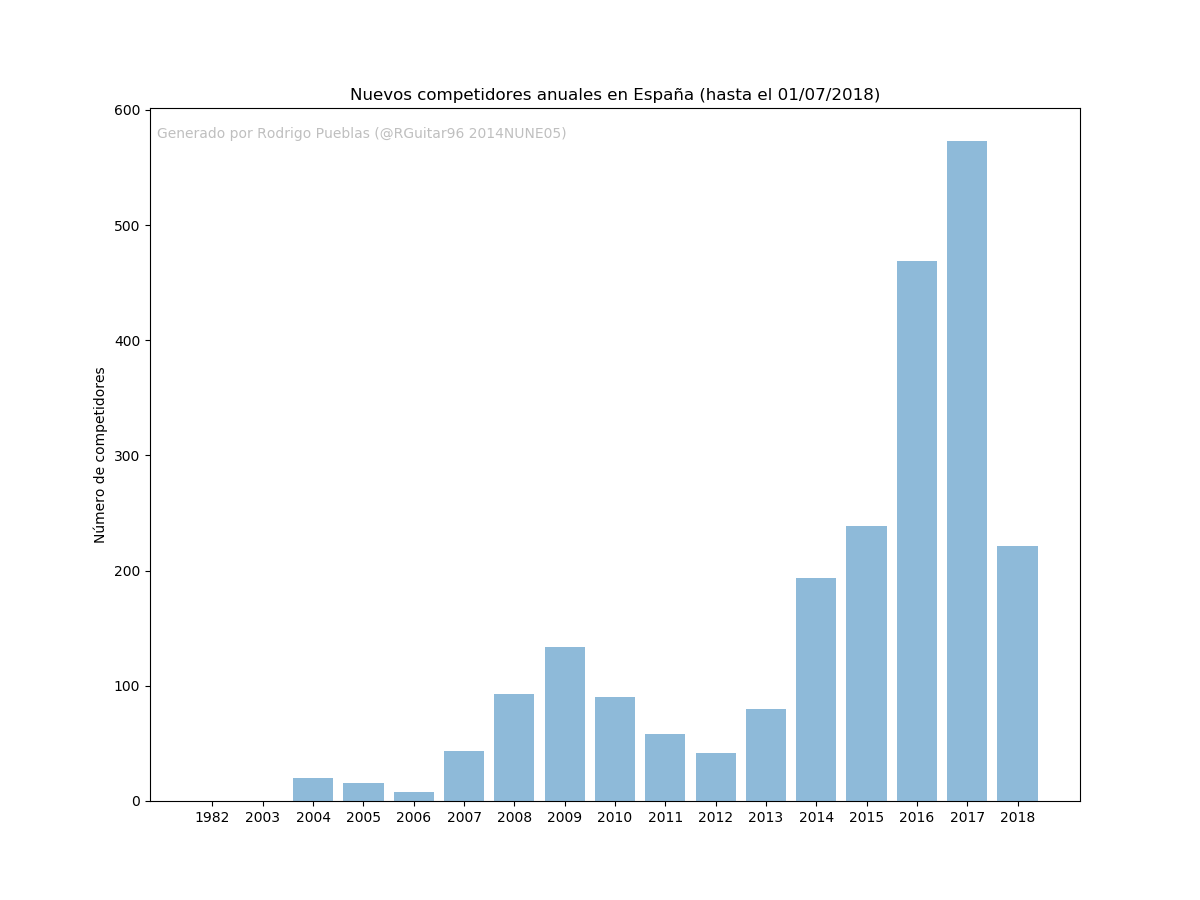 Nuevos competidores anuales en España (hasta el 01/07/2018)
600
Generado por Rodrigo Pueblas (@RGuitar96 2014NUNE05)
500
400
Número de competidores
300
200
100
0
1982 2003 2004 2005 2006 2007 2008 2009 2010 2011 2012 2013 2014 2015 2016 2017 2018